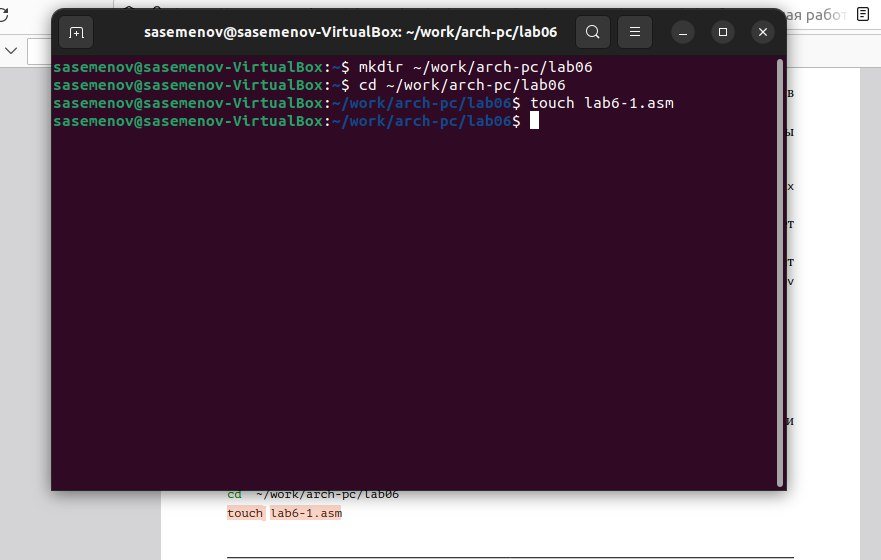 ая работ
sasemenov@sasemenov-VirtualBox: ~/work/arch-pc/lab06
sasemenov@sasemenov-VirtualBox:~$ mkdir ~/work/arch-pc/lab06
sasemenov@sasemenov-VirtualBox:~$ cd ~/work/arch-pc/lab06
sasemenov@sasemenov-VirtualBox:~/work/arch-pc/lab06$ touch lab6-1.asm
sasemenov@sasemenov-VirtualBox:~/work/arch-pc/lab06$
в
ы
х
т
т
v
и
cd ~/work/arch-pc/lab06
touch lab6-1.asm